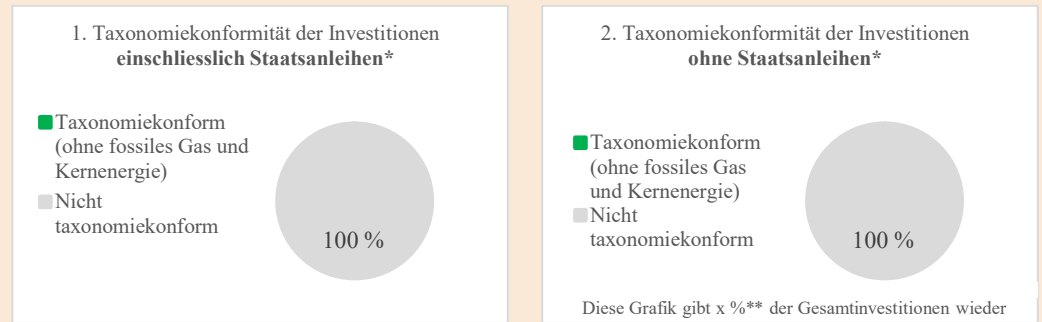 1. Taxonomiekonformität der Investitionen
einschliesslich Staatsanleihen*
Taxonomiekonform
(ohne fossiles Gas und
Kernenergie)
Nicht
taxonomiekonform
100 %
2. Taxonomiekonformität der Investitionen
ohne Staatsanleihen*
Taxonomiekonform
(ohne fossiles Gas
und Kernenergie)
Nicht
taxonomiekonform
100 %
Diese Grafik gibt x %** der Gesamtinvestitionen wieder